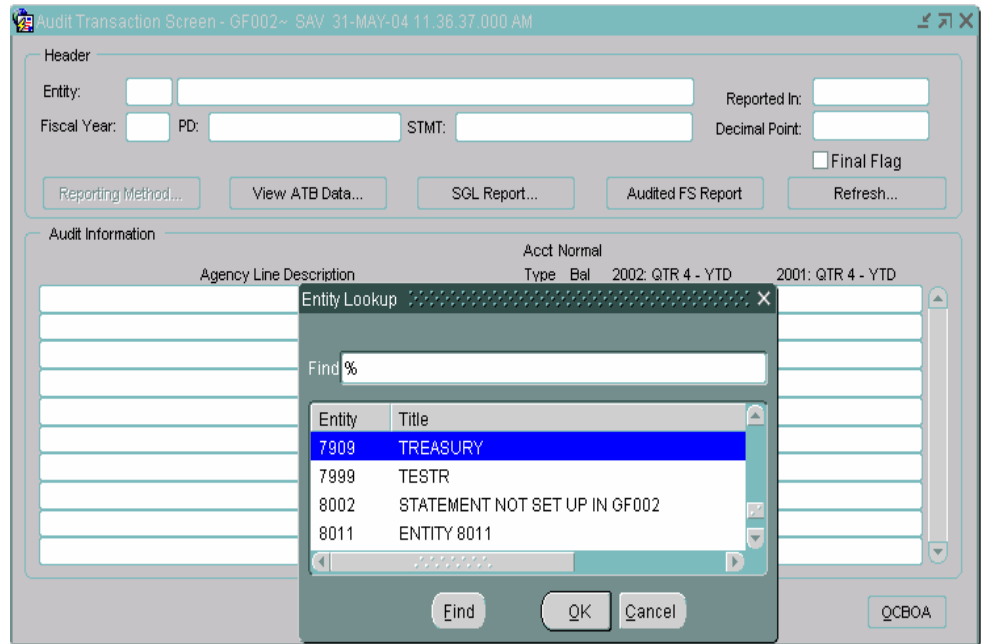 Audit Transaction Screen - GF002~ SAV 31-MAY-04 11.36.37.000 AM
Header
Entity:
Reported In:
Fiscal Year: PD: STMT: Decimal Point:
Final Flag
Reporting Method... View ATB Data... SGL Report... Audited FS Report Refresh...
Audit Information
Acct Normal
Agency Line Description Type Bal 2002: QTR 4 - YTD 2001: QTR 4 - YTD
Entity Lookup
Find %
Entity Title
7909 TREASURY
7999 TESTR
8002 STATEMENT NOT SET UP IN GF002
8011 ENTITY 8011
Find OK Cancel
QCBOA